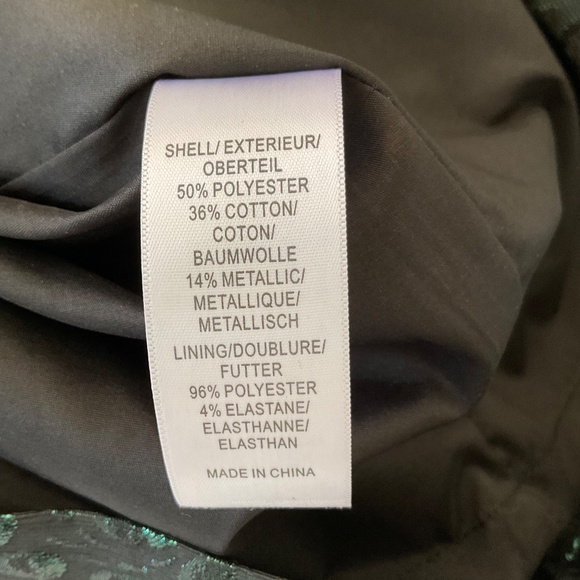 SHELL/ EXTERIEUR/
OBERTEIL
50% POLYESTER
36% COTTON/
COTON/
BAUMWOLLE
14% METALLIC/
METALLIQUE/
METALLISCH
LINING/DOUBLURE/
FUTTER
96% POLYESTER
4% ELASTANE/
ELASTHANNE/
ELASTHAN
MADE IN CHINA